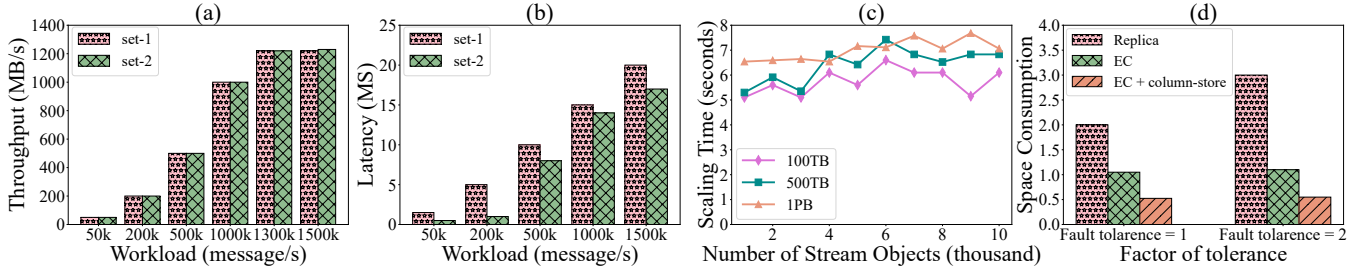 (a)
Throughput (MB/s)
1400
1200
1000
800
600
400
200
0
set-1
set-2
50k 200k 500k 1000k 1300k 1500k
Workload (message/s)
(b)
Latency (MS)
25
20
15
10
5
0
set-1
set-2
50k 200k 500k 1000k 1500k
Workload (message/s)
(c)
Scaling Time (seconds)
8
7
6
5
4
3
2
1
0
100TB
500TB
1PB
2 4 6 8 10
Number of Stream Objects (thousand)
(d)
Space Consumption
4.0
3.5
3.0
2.5
2.0
1.5
1.0
0.5
0.0
Replica
EC
EC + column-store
Fault tolarence = 1 Fault tolarence = 2
Factor of tolerance